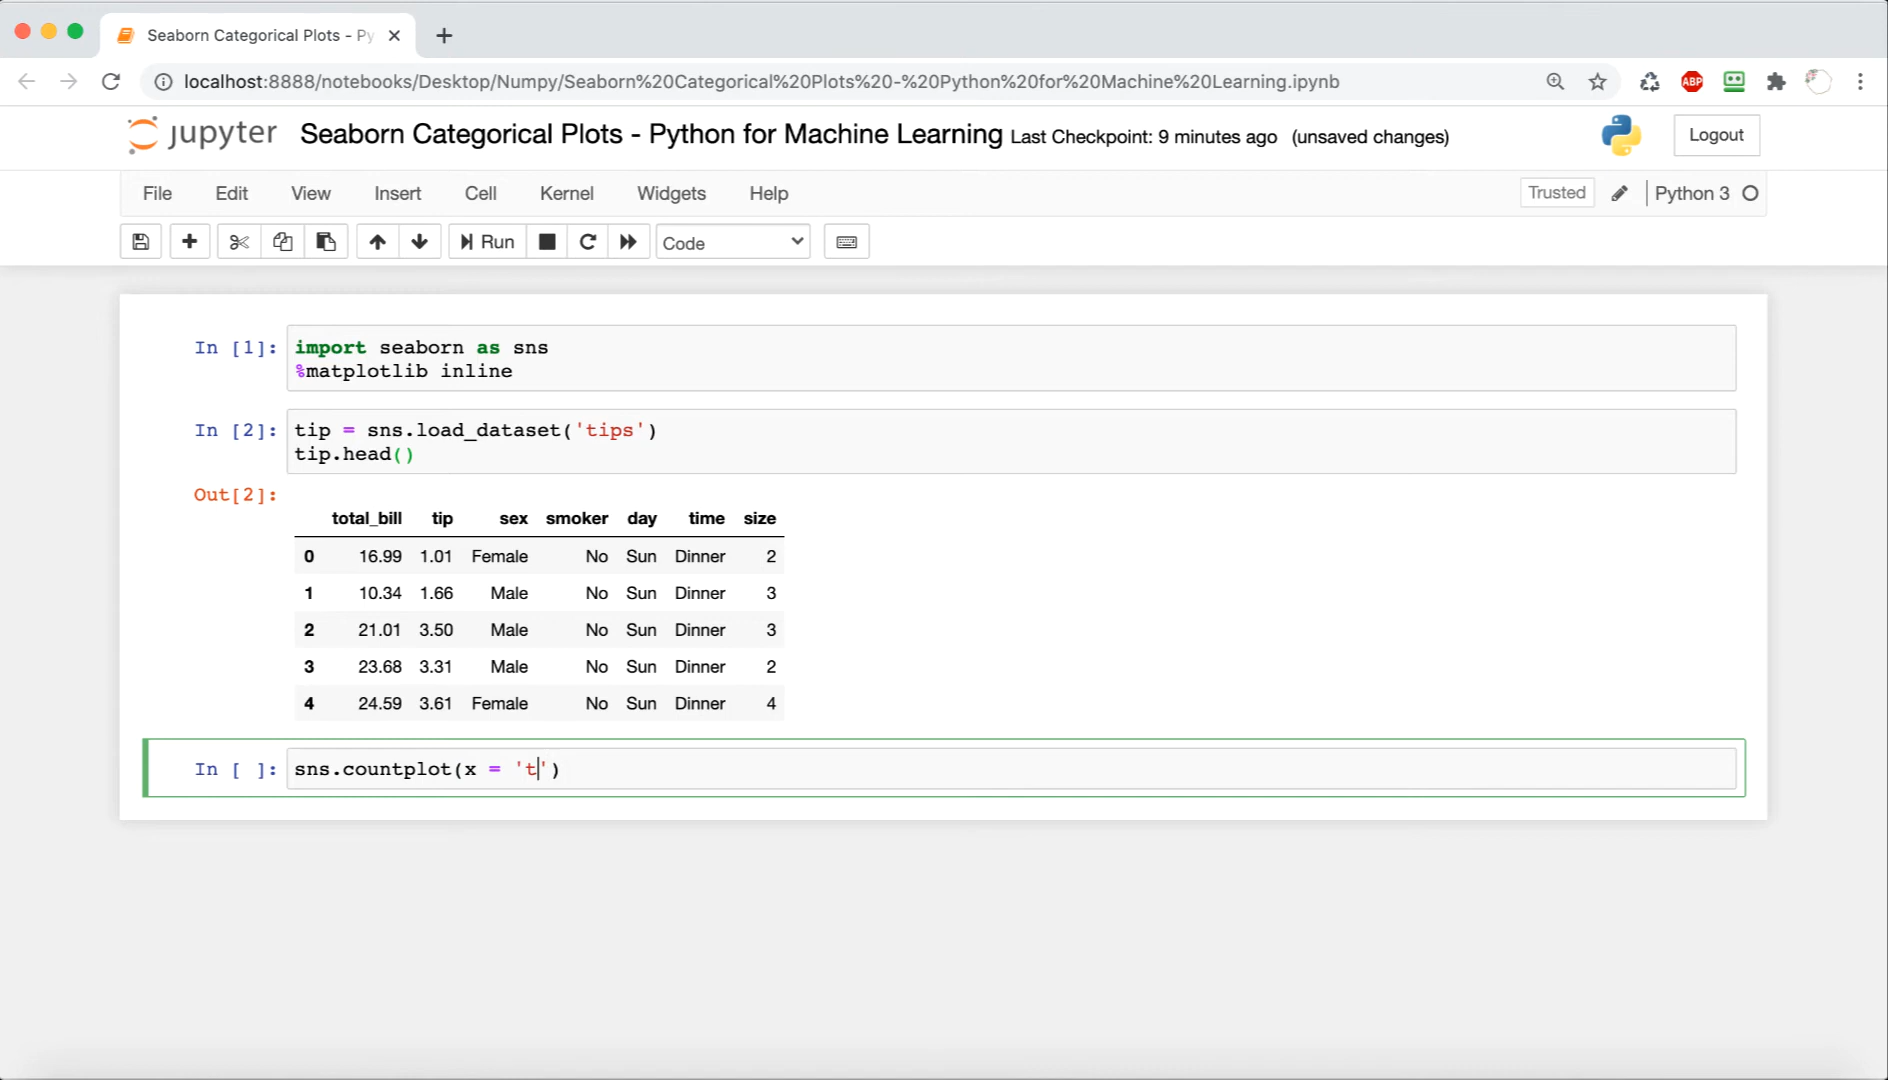 Seaborn Categorical Plots - Py
localhost:8888/notebooks/Desktop/Numpy/Seaborn%20Categorical%20Plots%20-%20Python%20for%20Machine%20Learning.ipynb
ABP
jupyter Seaborn Categorical Plots - Python for Machine Learning Last Checkpoint: 9 minutes ago (unsaved changes) Logout
File Edit View Insert Cell Kernel Widgets Help Trusted Python 3
Run Code
In [1]: import seaborn as sns
%matplotlib inline
In [2]: tip = sns.load_dataset('tips')
tip.head()
Out[2]:
total_bill tip sex smoker day time size
0 16.99 1.01 Female No Sun Dinner 2
1 10.34 1.66 Male No Sun Dinner 3
2 21.01 3.50 Male No Sun Dinner 3
3 23.68 3.31 Male No Sun Dinner 2
4 24.59 3.61 Female No Sun Dinner 4
In [ ]: sns.countplot(x = 't')